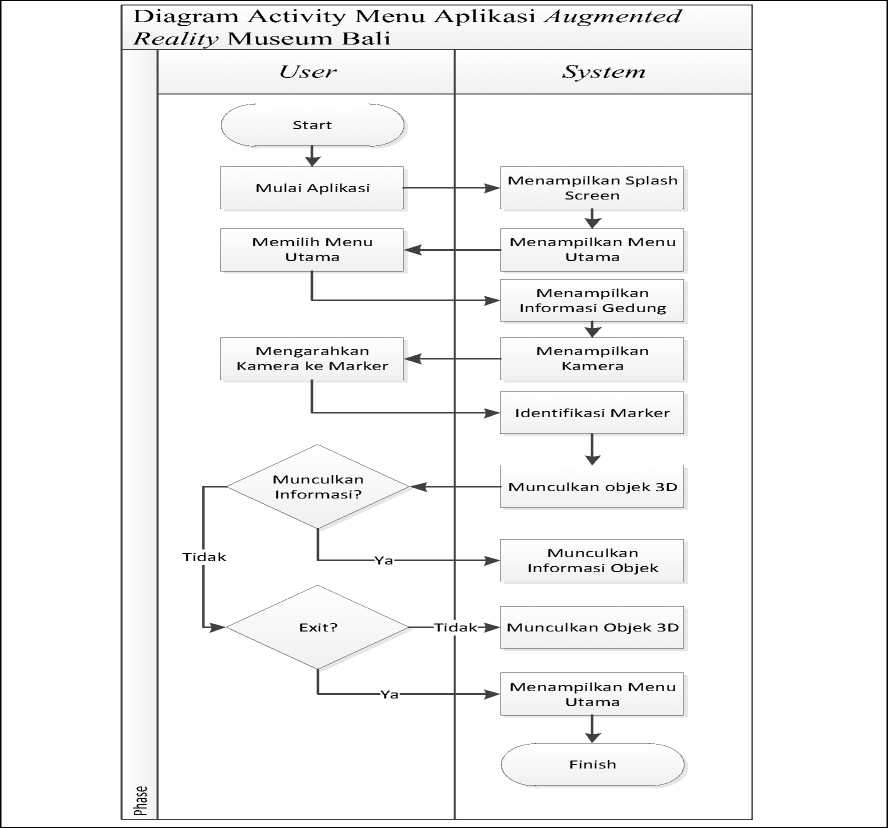 Diagram Activity Menu Aplikasi Augmented
Reality Museum Bali
User
System
Start
Mulai Aplikasi
Menampilkan Splash
Screen
Memilih Menu
Utama
Menampilkan Menu
Utama
Menampilkan
Informasi Gedung
Mengarahkan
Kamera ke Marker
Menampilkan
Kamera
Identifikasi Marker
Munculkan
Informasi?
Munculkan objek 3D
Tidak
Ya
Munculkan
Informasi Objek
Exit?
Tidak
Munculkan Objek 3D
Ya
Menampilkan Menu
Utama
Finish
Phase